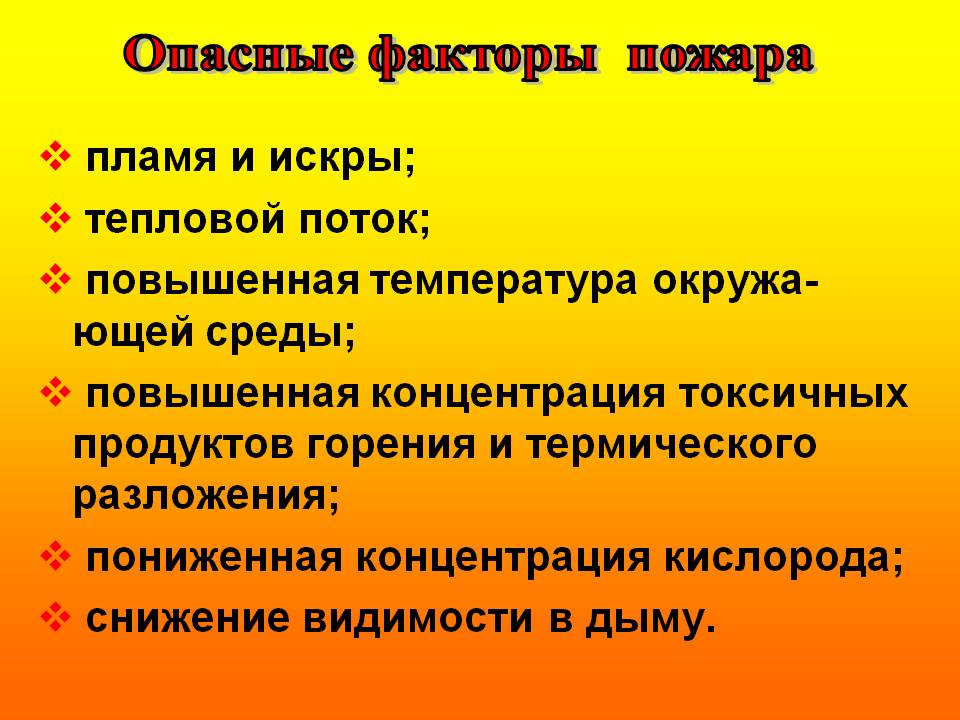 Опасные факторы пожара
❖ пламя и искры;
❖ тепловой поток;
❖ повышенная температура окружа-
ющей среды;
❖ повышенная концентрация токсичных
продуктов горения и термического
разложения;
❖ пониженная концентрация кислорода;
❖ снижение видимости в дыму.